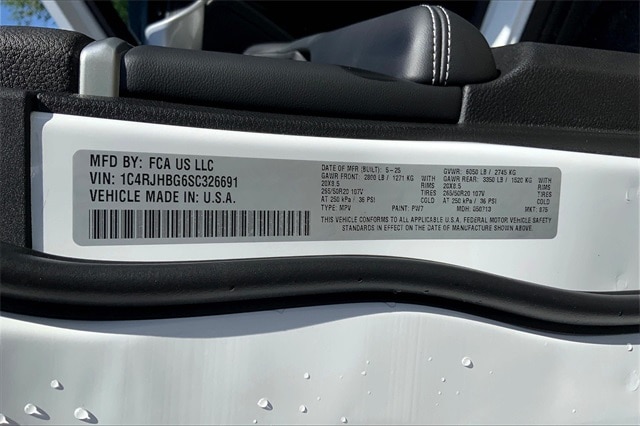 MFD BY: FCA US LLC
VIN: 1C4RJHBG6SC326691
VEHICLE MADE IN: U.S.A.
DATE OF MFR (BUILT): 5-25
GAWR FRONT: 2800 LB / 1271 KG
20X8.5
265/50R20 107V
AT 250 kPa / 36 PSI
TYPE: MPV PAINT: PW7
RIMS
TIRES
COLD
GVWR: 6050 LB / 2745 KG
GAWR REAR: 3350 LB / 1520 KG
20X8.5
265/50R20 107V
AT 250 kPa / 36 PSI
MDH: 050713 MKT:
RIMS
TIRES
COLD
THIS VEHICLE CONFORMS TO ALL APPLICABLE U.S.A. FEDERAL MOTOR VEHICLE SAFETY
STANDARDS IN EFFECT ON THE DATE OF MANUFACTURE SHOWN ABOVE.